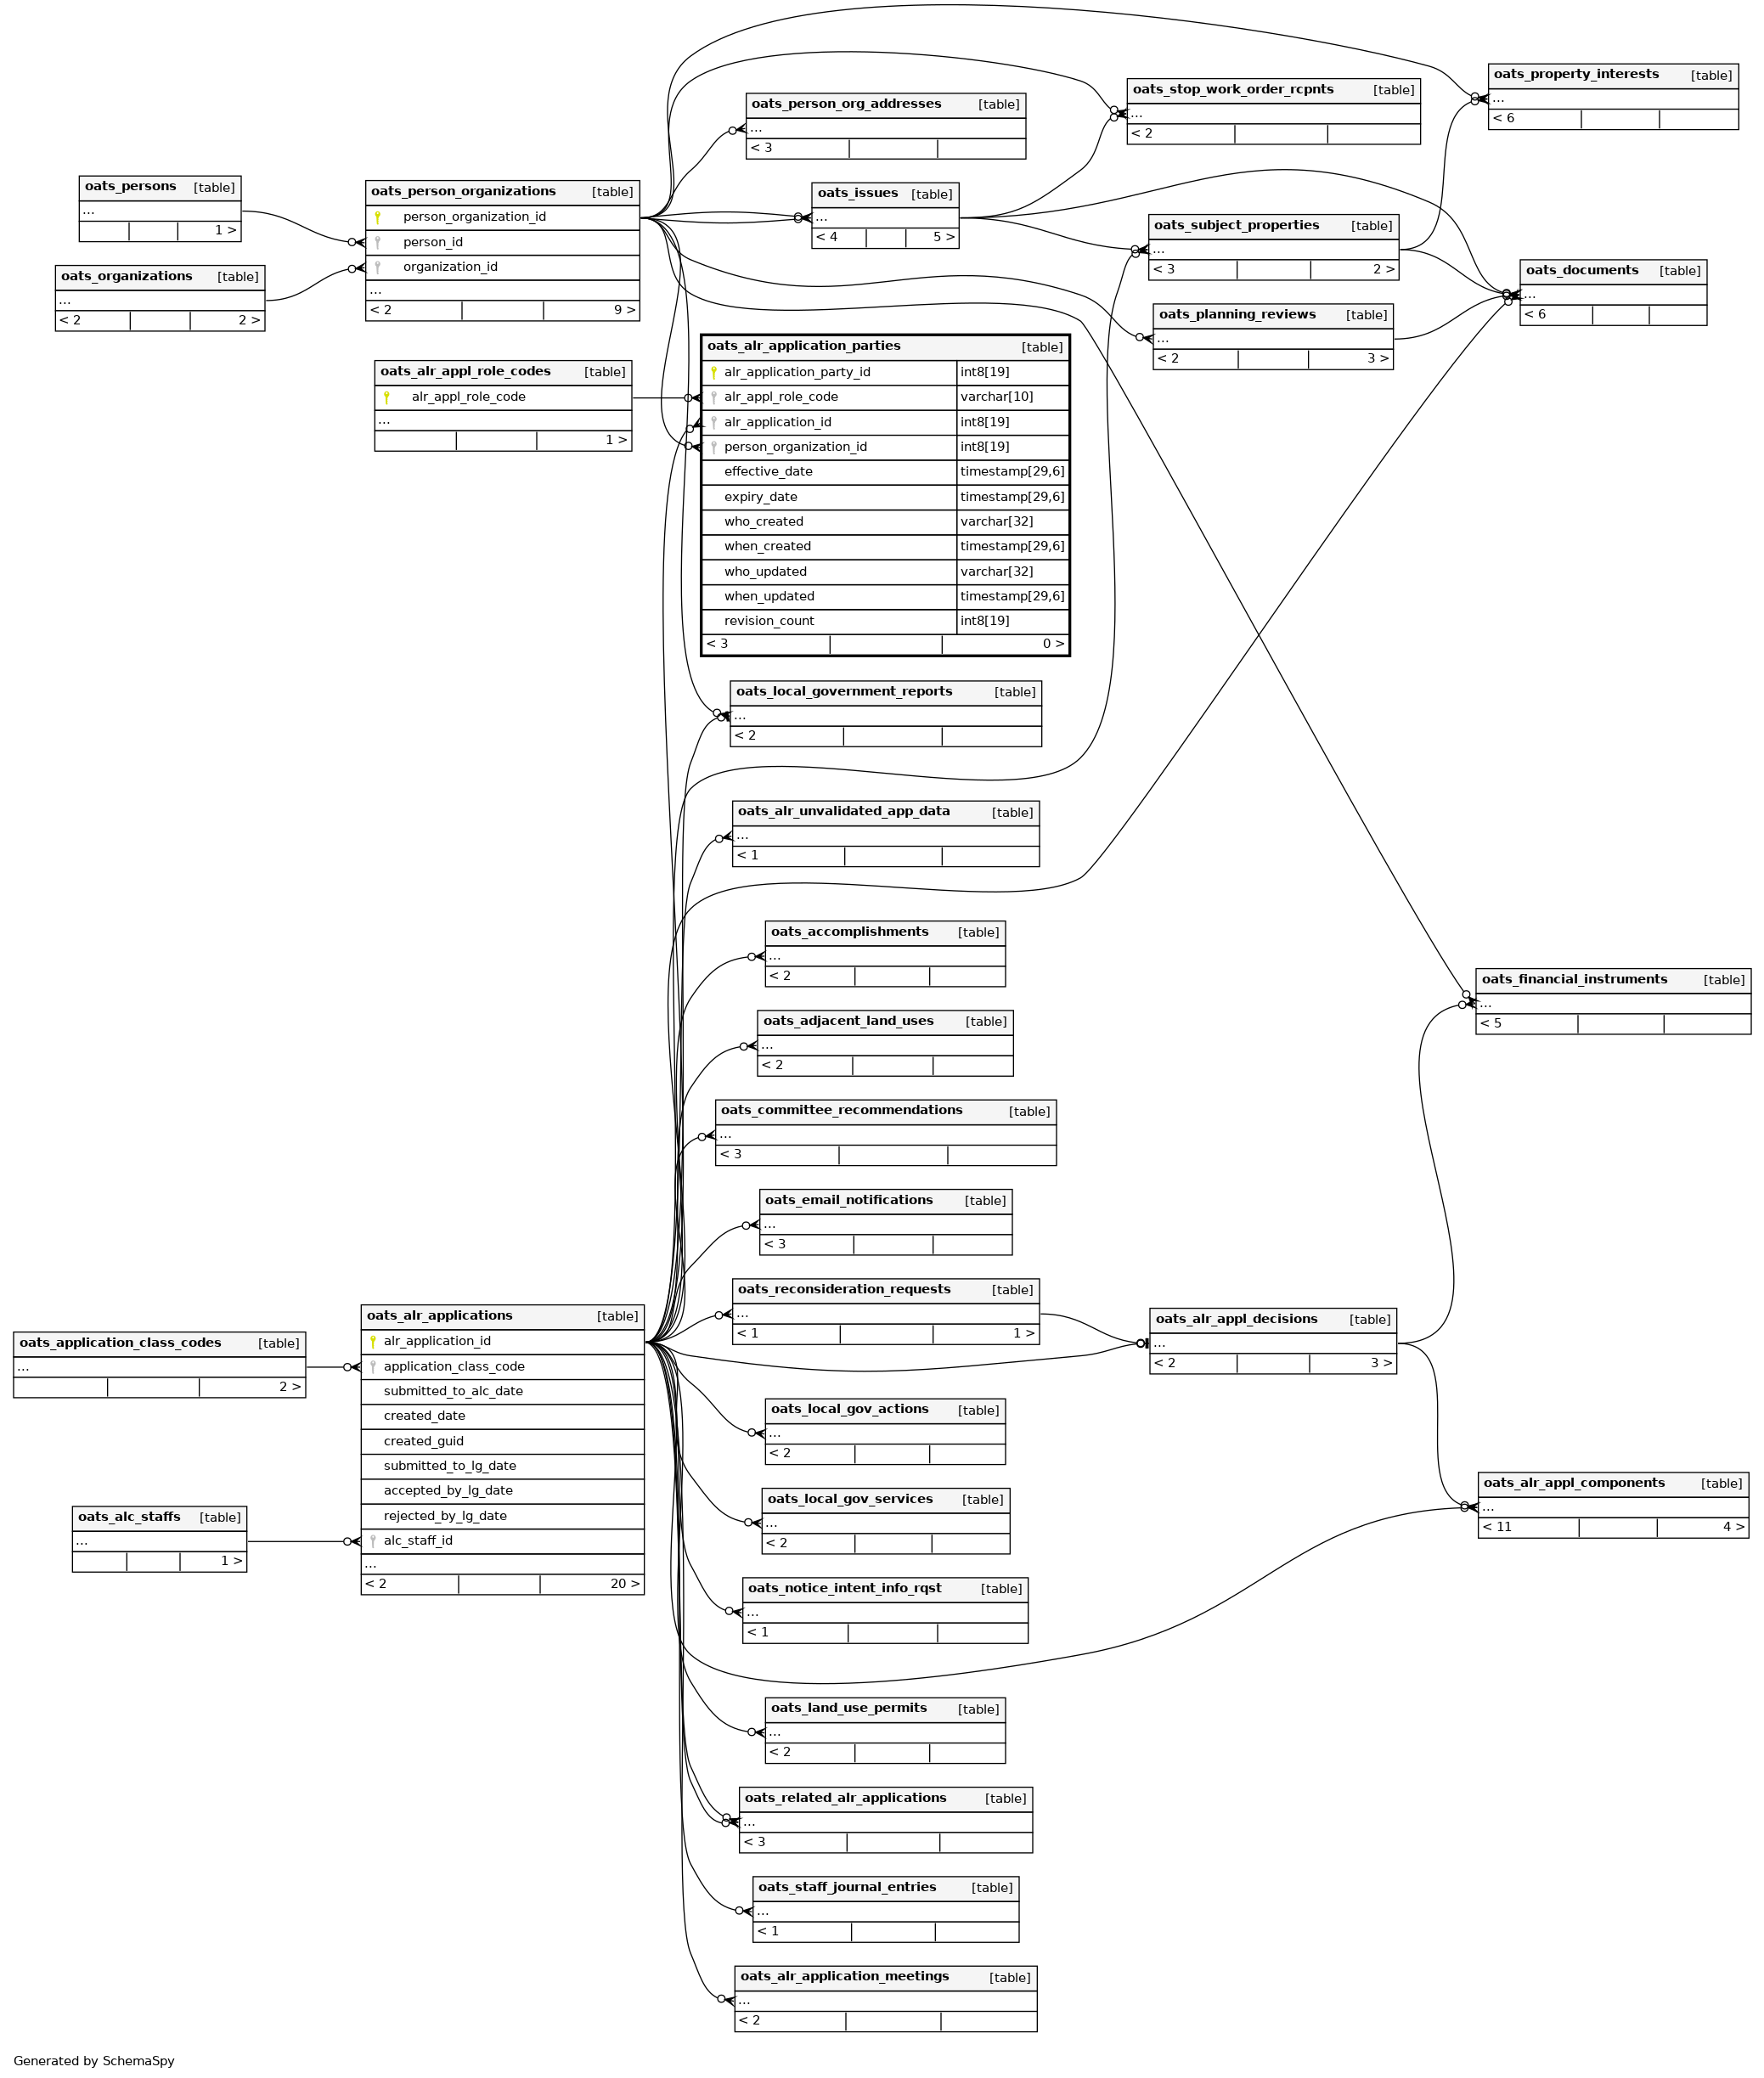 oats_property_interests [table]
...
< 6
oats_stop_work_order_rcpnts [table]
...
< 2
oats_person_org_addresses [table]
...
< 3
oats_persons [table]
...
1 >
oats_person_organizations [table]
person_organization_id
person_id
organization_id
...
< 2 9 >
oats_issues [table]
...
< 4 5 >
oats_subject_properties [table]
...
< 3 2 >
oats_organizations [table]
...
< 2 2 >
oats_documents [table]
...
< 6
oats_planning_reviews [table]
...
< 2 3 >
oats_alr_application_parties [table]
alr_application_party_id int8[19]
alr_appl_role_code varchar[10]
alr_application_id int8[19]
person_organization_id int8[19]
effective_date timestamp[29,6]
expiry_date timestamp[29,6]
who_created varchar[32]
when_created timestamp[29,6]
who_updated varchar[32]
when_updated timestamp[29,6]
revision_count int8[19]
< 3 0 >
oats_alr_appl_role_codes [table]
alr_appl_role_code
...
1 >
oats_local_government_reports [table]
...
< 2
oats_alr_unvalidated_app_data [table]
...
< 1
oats_accomplishments [table]
...
< 2
oats_financial_instruments [table]
...
< 5
oats_adjacent_land_uses [table]
...
< 2
oats_committee_recommendations [table]
...
< 3
oats_email_notifications [table]
...
< 3
oats_reconsideration_requests [table]
...
< 1 1 >
oats_alr_appl_decisions [table]
...
< 2 3 >
oats_alr_applications [table]
alr_application_id
application_class_code
submitted_to_alc_date
created_date
created_guid
submitted_to_lg_date
accepted_by_lg_date
rejected_by_lg_date
alc_staff_id
...
< 2 20 >
oats_application_class_codes [table]
...
2 >
oats_local_gov_actions [table]
...
< 2
oats_alr_appl_components [table]
...
< 11 4 >
oats_local_gov_services [table]
...
< 2
oats_alc_staffs [table]
...
1 >
oats_notice_intent_info_rqst [table]
...
< 1
oats_land_use_permits [table]
...
< 2
oats_related_alr_applications [table]
...
< 3
oats_staff_journal_entries [table]
...
< 1
oats_alr_application_meetings [table]
...
< 2
Generated by SchemaSpy